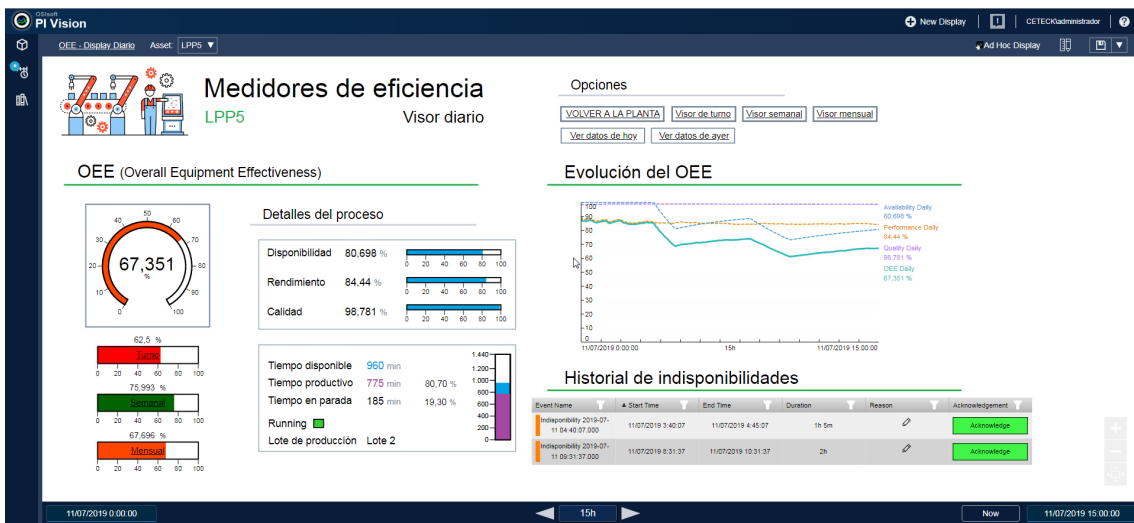 OSIsoft
PI Vision
New Display
CETECK\administrador
OEE - Display Diario Asset: LPP5
Ad Hoc Display
Medidores de eficiencia
LPP5 Visor diario
Opciones
VOLVER A LA PLANTA Visor de turno Visor semanal Visor mensual
Ver datos de hoy Ver datos de ayer
OEE (Overall Equipment Effectiveness)
0 10 20 30 40 50 60 70 80 90 100
67,351
%
62,5 %
Turno
0 20 40 60 80 100
75,993 %
Semanal
0 20 40 60 80 100
67,696 %
Mensual
0 20 40 60 80 100
Detalles del proceso
Disponibilidad 80,698 %
0 20 40 60 80 100
Rendimiento 84,44 %
0 20 40 60 80 100
Calidad 98,781 %
0 20 40 60 80 100
Tiempo disponible 960 min
Tiempo productivo 775 min 80,70 %
Tiempo en parada 185 min 19,30 %
Running
Lote de producción Lote 2
1.440
1.200
1.000
800
600
400
200
0
Evolución del OEE
100
90
80
70
60
50
40
30
20
10
0
11/07/2019 0:00:00 15h 11/07/2019 15:00:00
Availability Daily
80,698 %
Performance Daily
84,44 %
Quality Daily
98,781 %
OEE Daily
67,351 %
Historial de indisponibilidades
Event Name Start Time End Time Duration Reason Acknowledgement
Indisponibility 2019-07-
11 04:40:07.000 11/07/2019 3:40:07 11/07/2019 4:45:07 1h 5m Acknowledge
Indisponibility 2019-07-
11 09:31:37.000 11/07/2019 8:31:37 11/07/2019 10:31:37 2h Acknowledge
11/07/2019 0:00:00 15h Now 11/07/2019 15:00:00